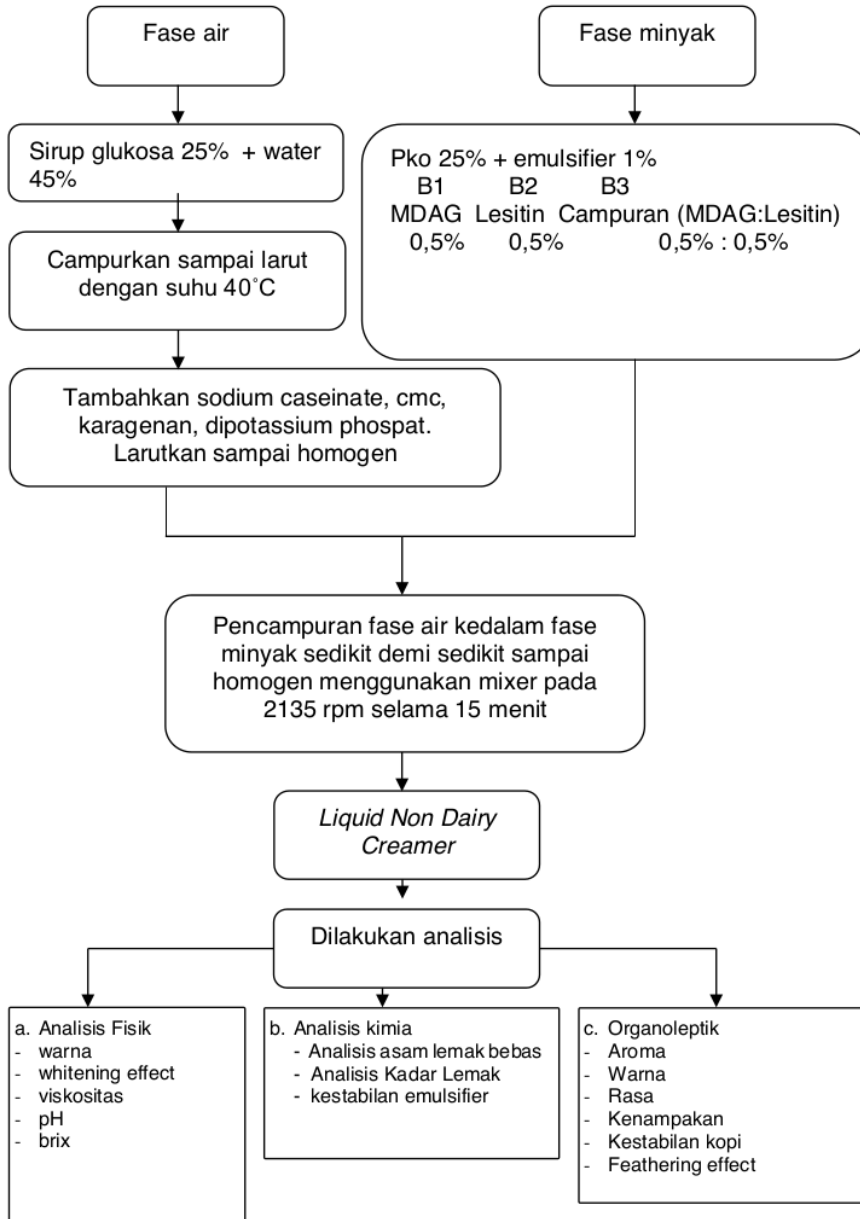 Fase air
Fase minyak
Sirup glukosa 25% + water
45%
Campurkan sampai larut
dengan suhu 40°C
Tambahkan sodium caseinate, cmc,
karagenan, dipotassium phospat.
Larutkan sampai homogen
Pko 25% + emulsifier 1%
B1 B2 B3
MDAG Lesitin Campuran (MDAG:Lesitin)
0,5% 0,5% 0,5% : 0,5%
Pencampuran fase air kedalam fase
minyak sedikit demi sedikit sampai
homogen menggunakan mixer pada
2135 rpm selama 15 menit
Liquid Non Dairy
Creamer
Dilakukan analisis
a. Analisis Fisik
- warna
- whitening effect
- viskositas
- pH
- brix
b. Analisis kimia
- Analisis asam lemak bebas
- Analisis Kadar Lemak
- kestabilan emulsifier
c. Organoleptik
- Aroma
- Warna
- Rasa
- Kenampakan
- Kestabilan kopi
- Feathering effect